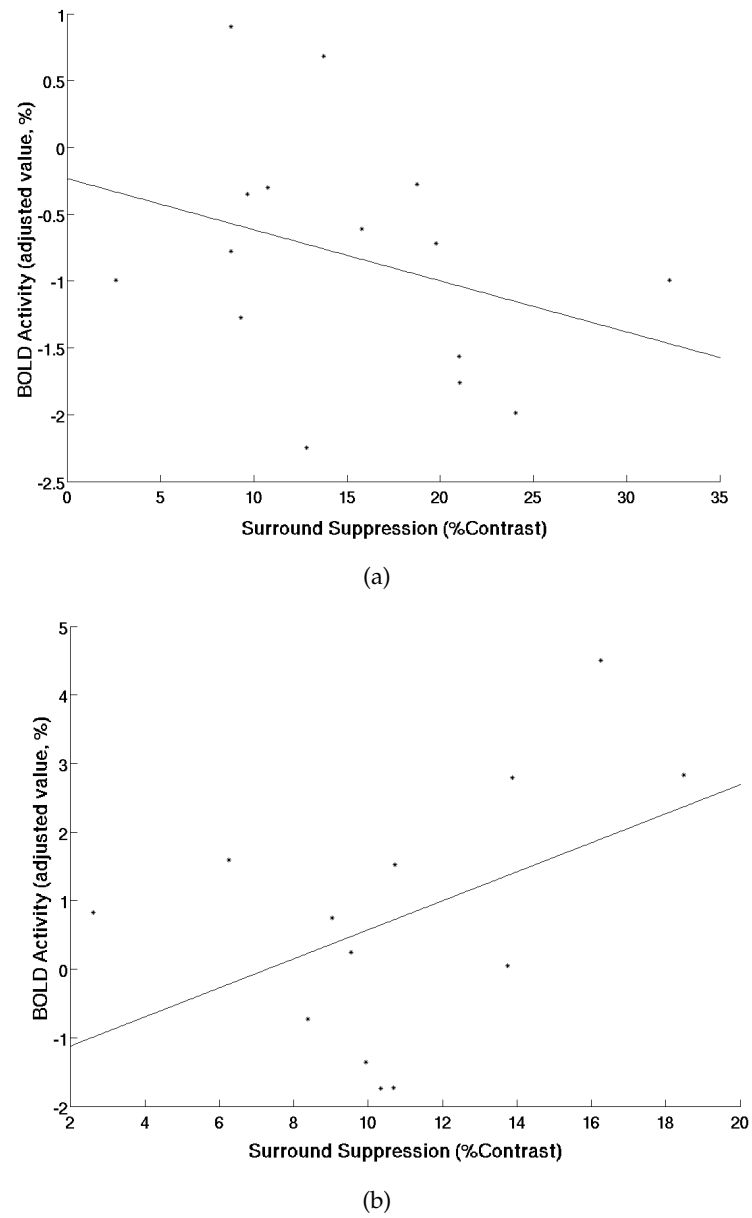 1
0.5
0
-0.5
-1
-1.5
-2
-2.5
BOLD Activity (adjusted value, %)
0 5 10 15 20 25 30 35
Surround Suppression (%Contrast)
(a)
5
4
3
2
1
0
-1
-2
BOLD Activity (adjusted value, %)
2 4 6 8 10 12 14 16 18 20
Surround Suppression (%Contrast)
(b)